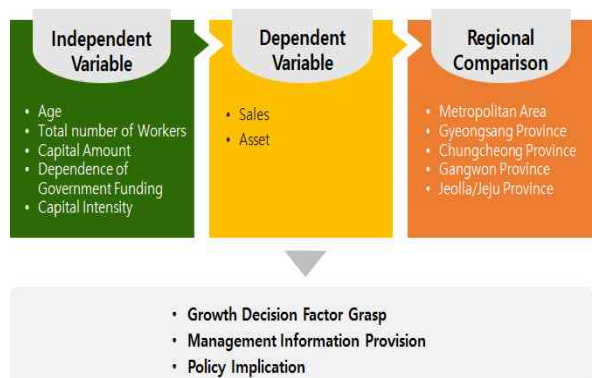 Independent
Variable
• Age
• Total number of Workers
• Capital Amount
• Dependence of
Government Funding
• Capital Intensity
Dependent
Variable
• Sales
• Asset
Regional
Comparison
• Metropolitan Area
• Gyeongsang Province
• Chungcheong Province
• Gangwon Province
• Jeolla/Jeju Province
• Growth Decision Factor Grasp
• Management Information Provision
• Policy Implication